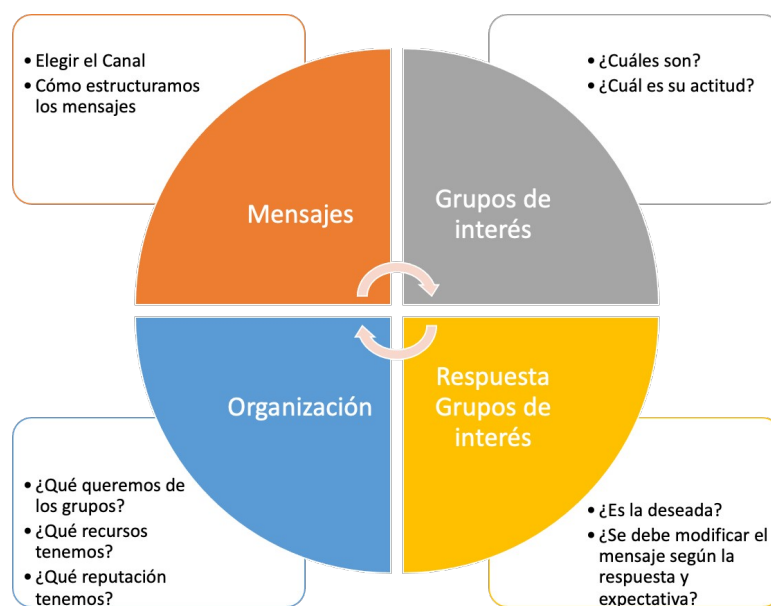 • Elegir el Canal
• Cómo estructuramos
los mensajes
• ¿Cuáles son?
• ¿Cuál es su actitud?
Mensajes
Grupos de
interés
Organización
Respuesta
Grupos de
interés
• ¿Qué queremos de
los grupos?
• ¿Qué recursos
tenemos?
• ¿Qué reputación
tenemos?
• ¿Es la deseada?
• ¿Se debe modificar el
mensaje según la
respuesta y
expectativa?